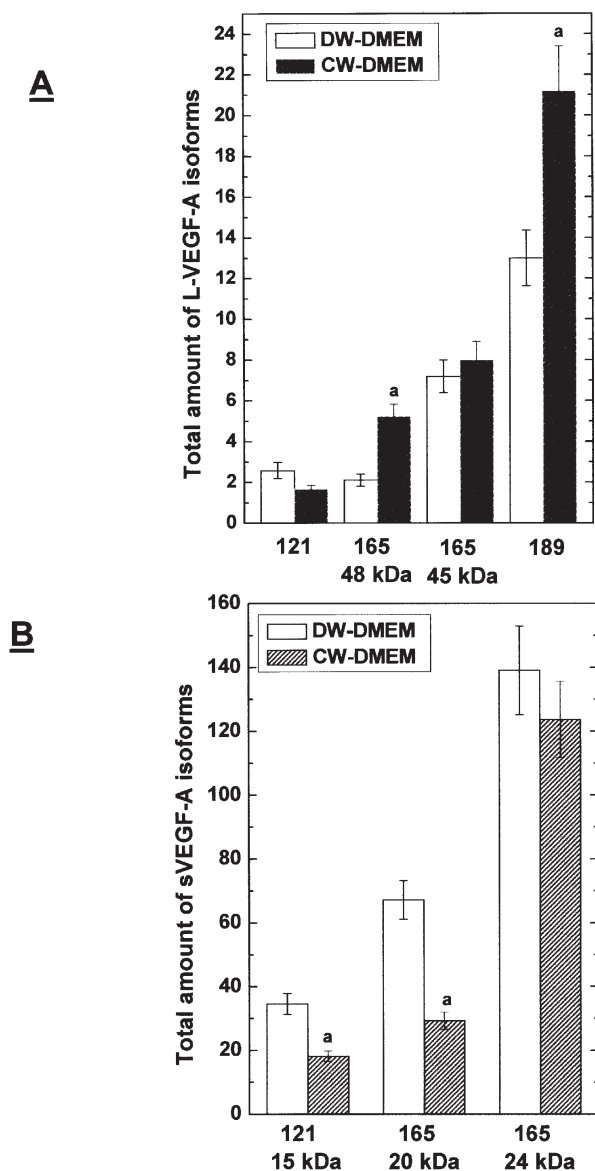 A
Total amount of L-VEGF-A isoforms
24
22
20
18
16
14
12
10
8
6
4
2
0
DW-DMEM
CW-DMEM
a
a
121 165 165 189
48 kDa 45 kDa
B
Total amount of sVEGF-A isoforms
160
140
120
100
80
60
40
20
0
DW-DMEM
CW-DMEM
a
a
121 165 165
15 kDa 20 kDa 24 kDa